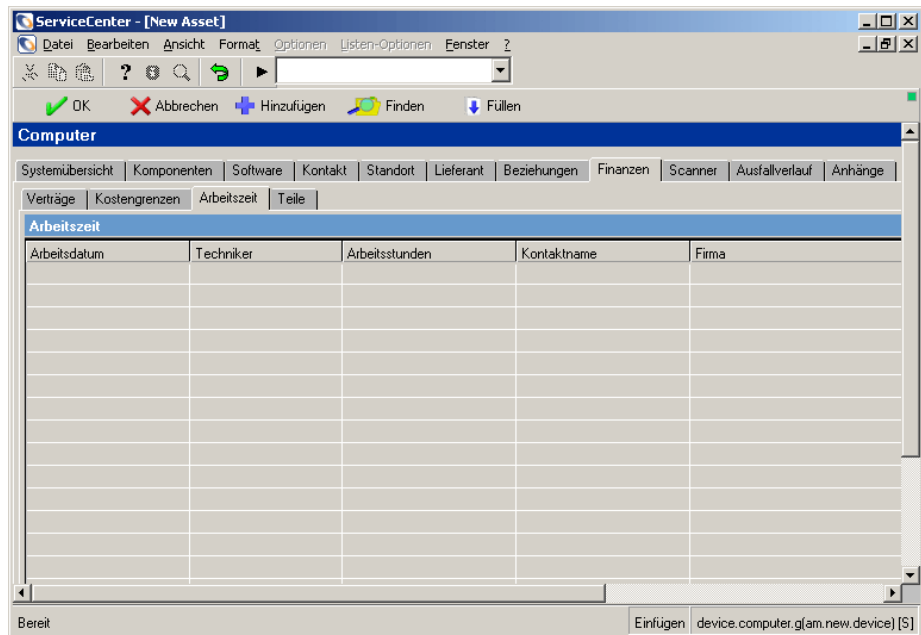 ServiceCenter - [New Asset]
Datei Bearbeiten Ansicht Format Optionen Listen-Optionen Fenster ?
OK Abbrechen Hinzufügen Finden Füllen
Computer
Systemübersicht Komponenten Software Kontakt Standort Lieferant Beziehungen Finanzen Scanner Ausfallverlauf Anhänge
Verträge Kostengrenzen Arbeitszeit Teile
Arbeitszeit
Arbeitsdatum Techniker Arbeitsstunden Kontaktname Firma
Bereit Einfügen device.computer.g(am.new.device) [S]